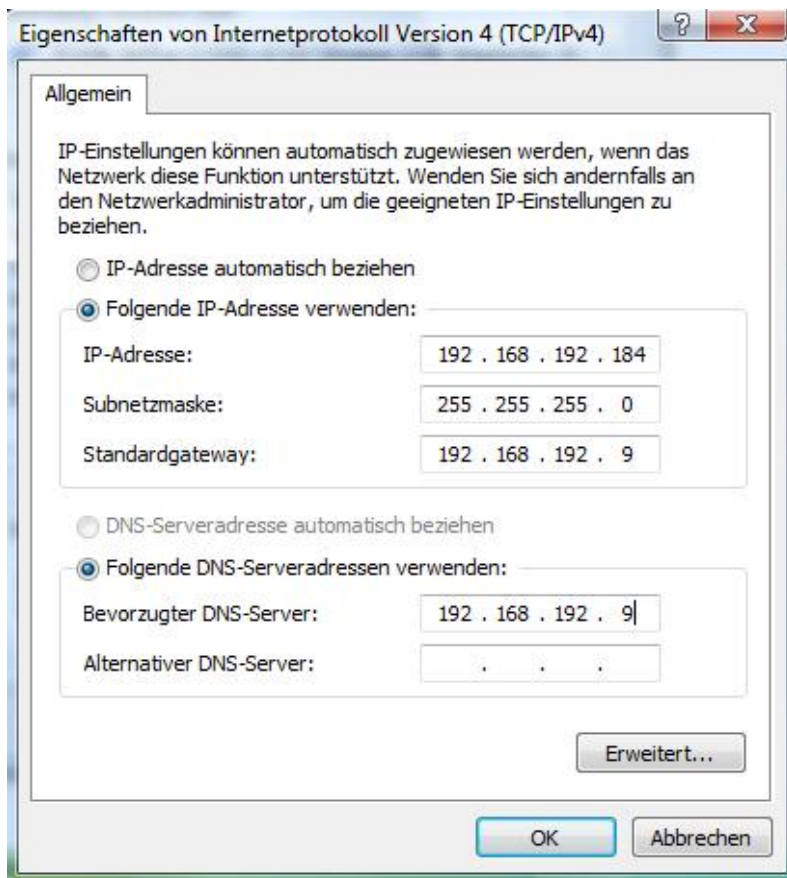 Eigenschaften von Internetprotokoll Version 4 (TCP/IPv4)
Allgemein
IP-Einstellungen können automatisch zugewiesen werden, wenn das
Netzwerk diese Funktion unterstützt. Wenden Sie sich andernfalls an
den Netzwerkadministrator, um die geeigneten IP-Einstellungen zu
beziehen.
IP-Adresse automatisch beziehen
Folgende IP-Adresse verwenden:
IP-Adresse: 192 . 168 . 192 . 184
Subnetzmaske: 255 . 255 . 255 . 0
Standardgateway: 192 . 168 . 192 . 9
DNS-Serveradresse automatisch beziehen
Folgende DNS-Serveradressen verwenden:
Bevorzugter DNS-Server: 192 . 168 . 192 . 9
Alternativer DNS-Server: . . .
Erweitert...
OK Abbrechen